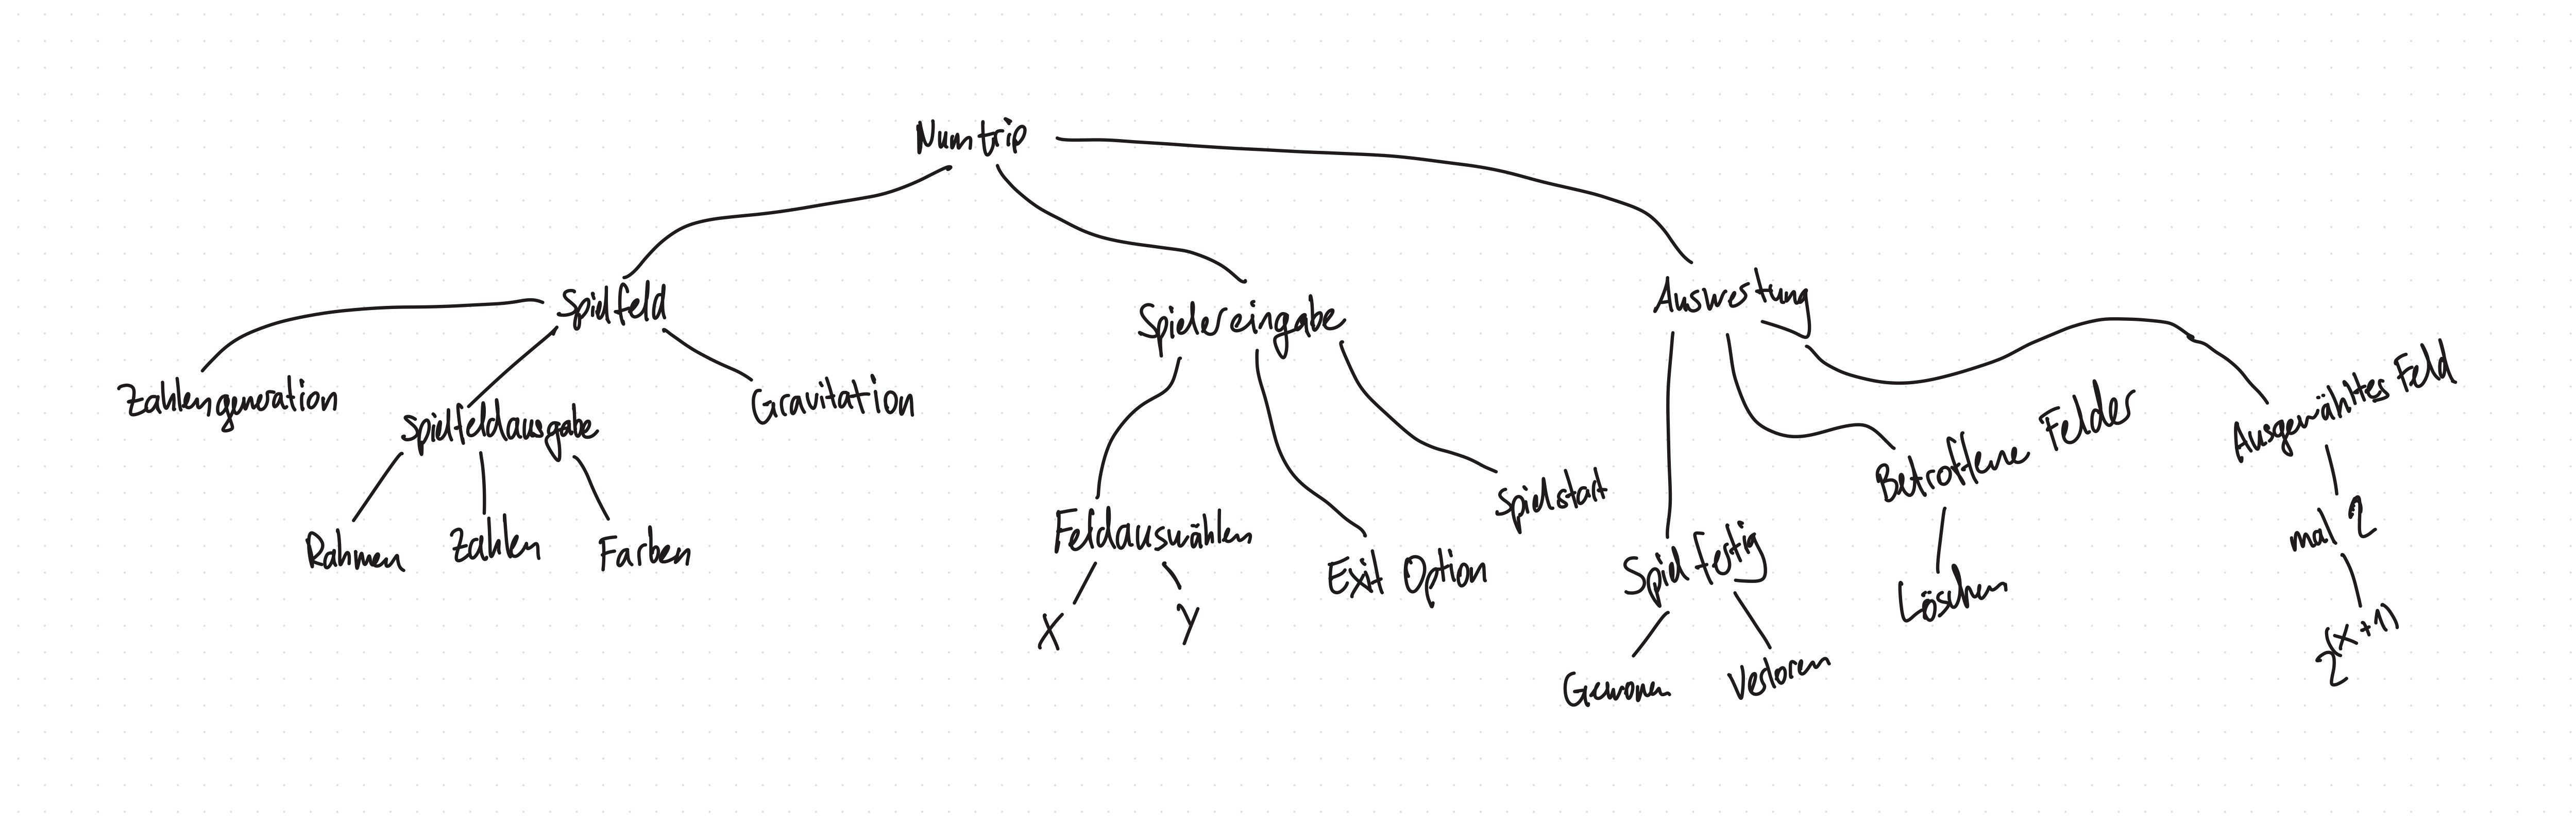 Numtrip
Spielfeld
Spielereingabe
Auswertung
Zahlengeneration
Spielfeldausgabe
Gravitation
Rahmen
Zahlen
Farben
Feldauswählen
Exit Option
Spielstart
X
Y
Spiel fertig
Betroffene Felder
Ausgewähltes Feld
Gewonen
Verloren
Löschen
mal 2
2^(x+1)